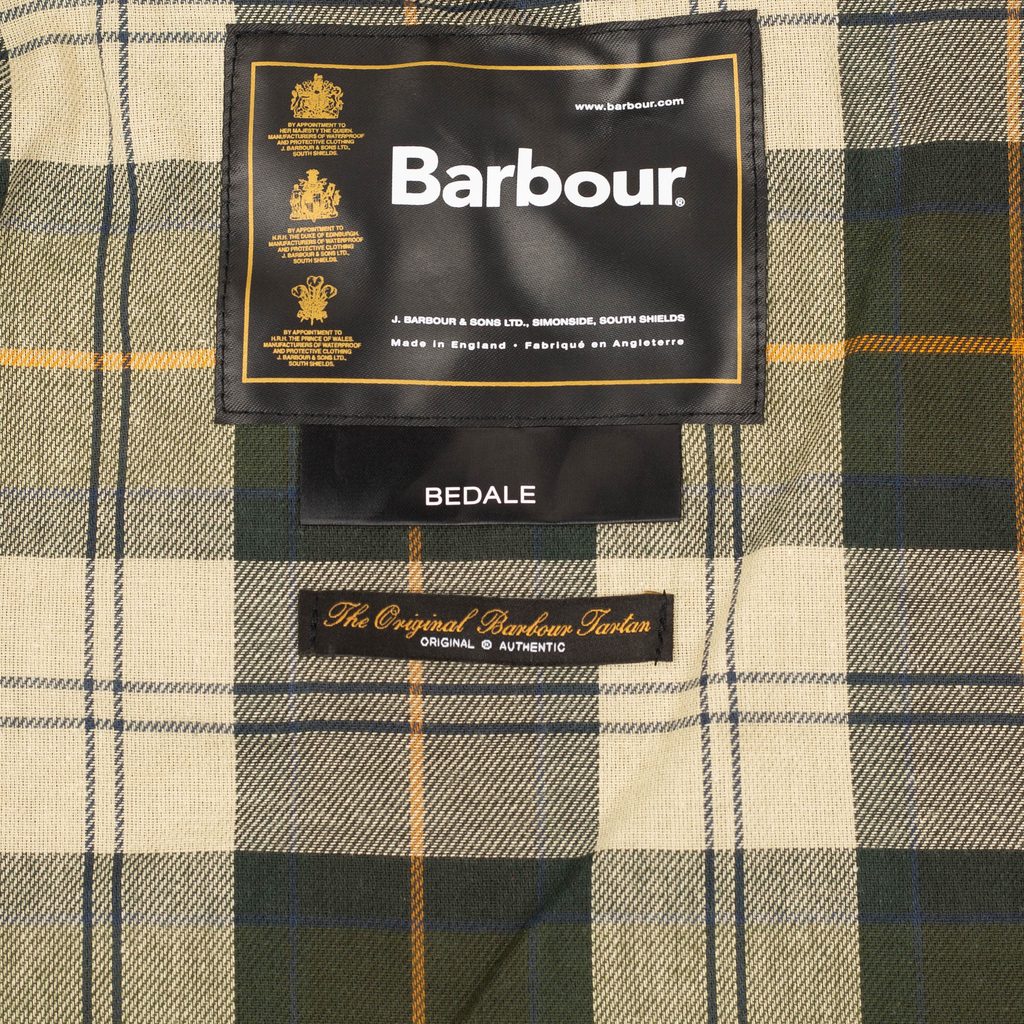 BY APPOINTMENT TO
HER MAJESTY THE QUEEN.
MANUFACTURERS OF WATERPROOF
AND PROTECTIVE CLOTHING
J. BARBOUR & SONS LTD.,
SOUTH SHIELDS.
BY APPOINTMENT TO
H.R.H. THE DUKE OF EDINBURGH.
MANUFACTURERS OF WATERPROOF
AND PROTECTIVE CLOTHING
J. BARBOUR & SONS LTD.,
SOUTH SHIELDS.
BY APPOINTMENT TO
H.R.H. THE PRINCE OF WALES.
MANUFACTURERS OF WATERPROOF
AND PROTECTIVE CLOTHING
J. BARBOUR & SONS LTD.,
SOUTH SHIELDS.
www.barbour.com
Barbour®
J. BARBOUR & SONS LTD., SIMONSIDE, SOUTH SHIELDS
Made in England · Fabriqué en Angleterre
BEDALE
The Original Barbour Tartan
ORIGINAL ® AUTHENTIC